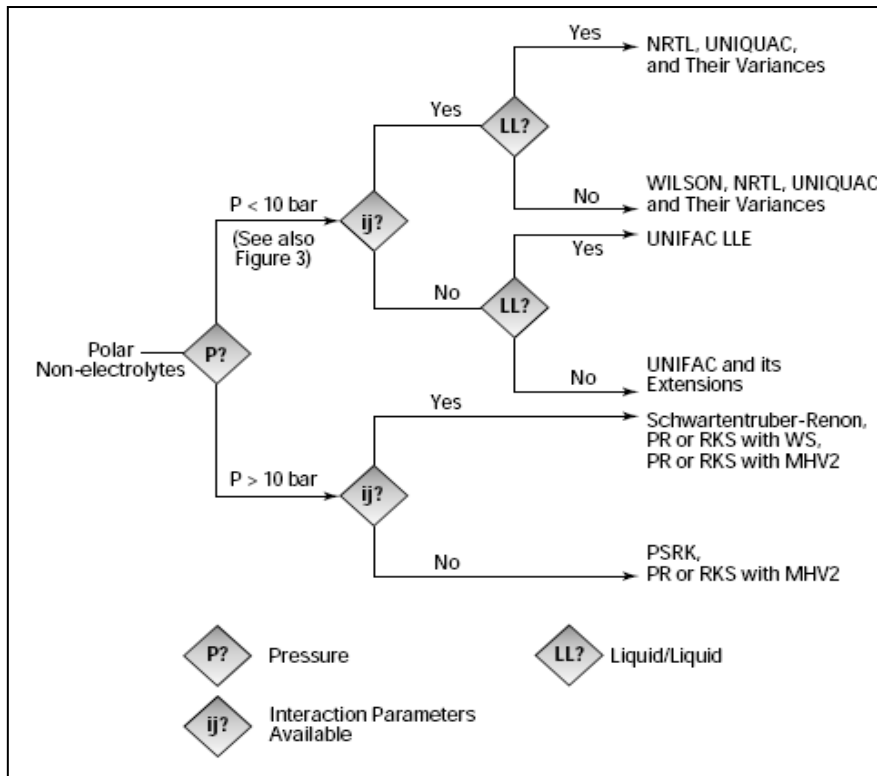 Yes
NRTL, UNIQUAC,
and Their Variances
Yes
LL?
No
WILSON, NRTL, UNIQUAC
and Their Variances
P < 10 bar
(See also
Figure 3)
ij?
Yes
UNIFAC LLE
No
LL?
Polar
Non-electrolytes
P?
No
UNIFAC and its
Extensions
Yes
Schwartentruber-Renon,
PR or RKS with WS,
PR or RKS with MHV2
P > 10 bar
ij?
No
PSRK,
PR or RKS with MHV2
P?
Pressure
LL?
Liquid/Liquid
ij?
Interaction Parameters
Available